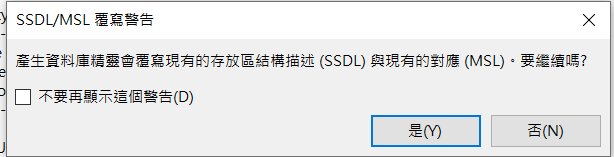 SSDL/MSL 覆寫警告
產生資料庫精靈會覆寫現有的存放區結構描述 (SSDL) 與現有的對應 (MSL)。要繼續嗎?
不要再顯示這個警告(D)
是(Y)
否(N)